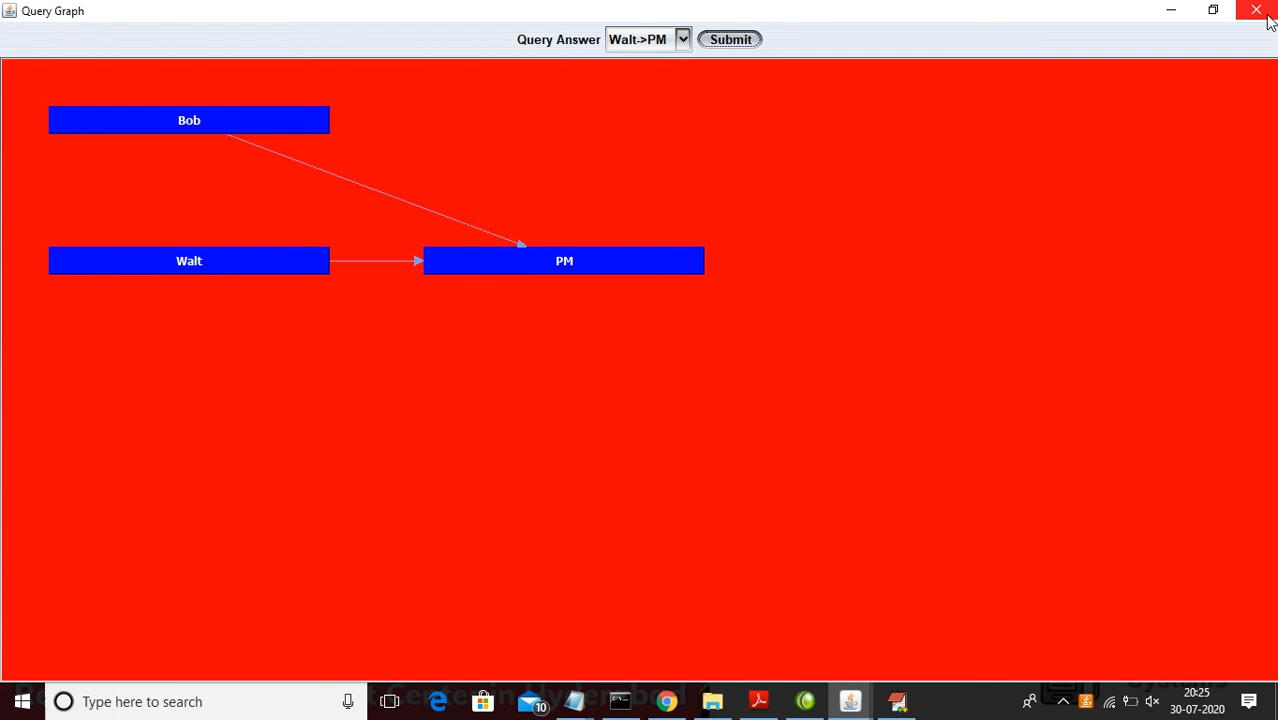 Query Graph
Query Answer Walt->PM Submit
Bob
Walt
PM
Type here to search
10
20:25
30-07-2020